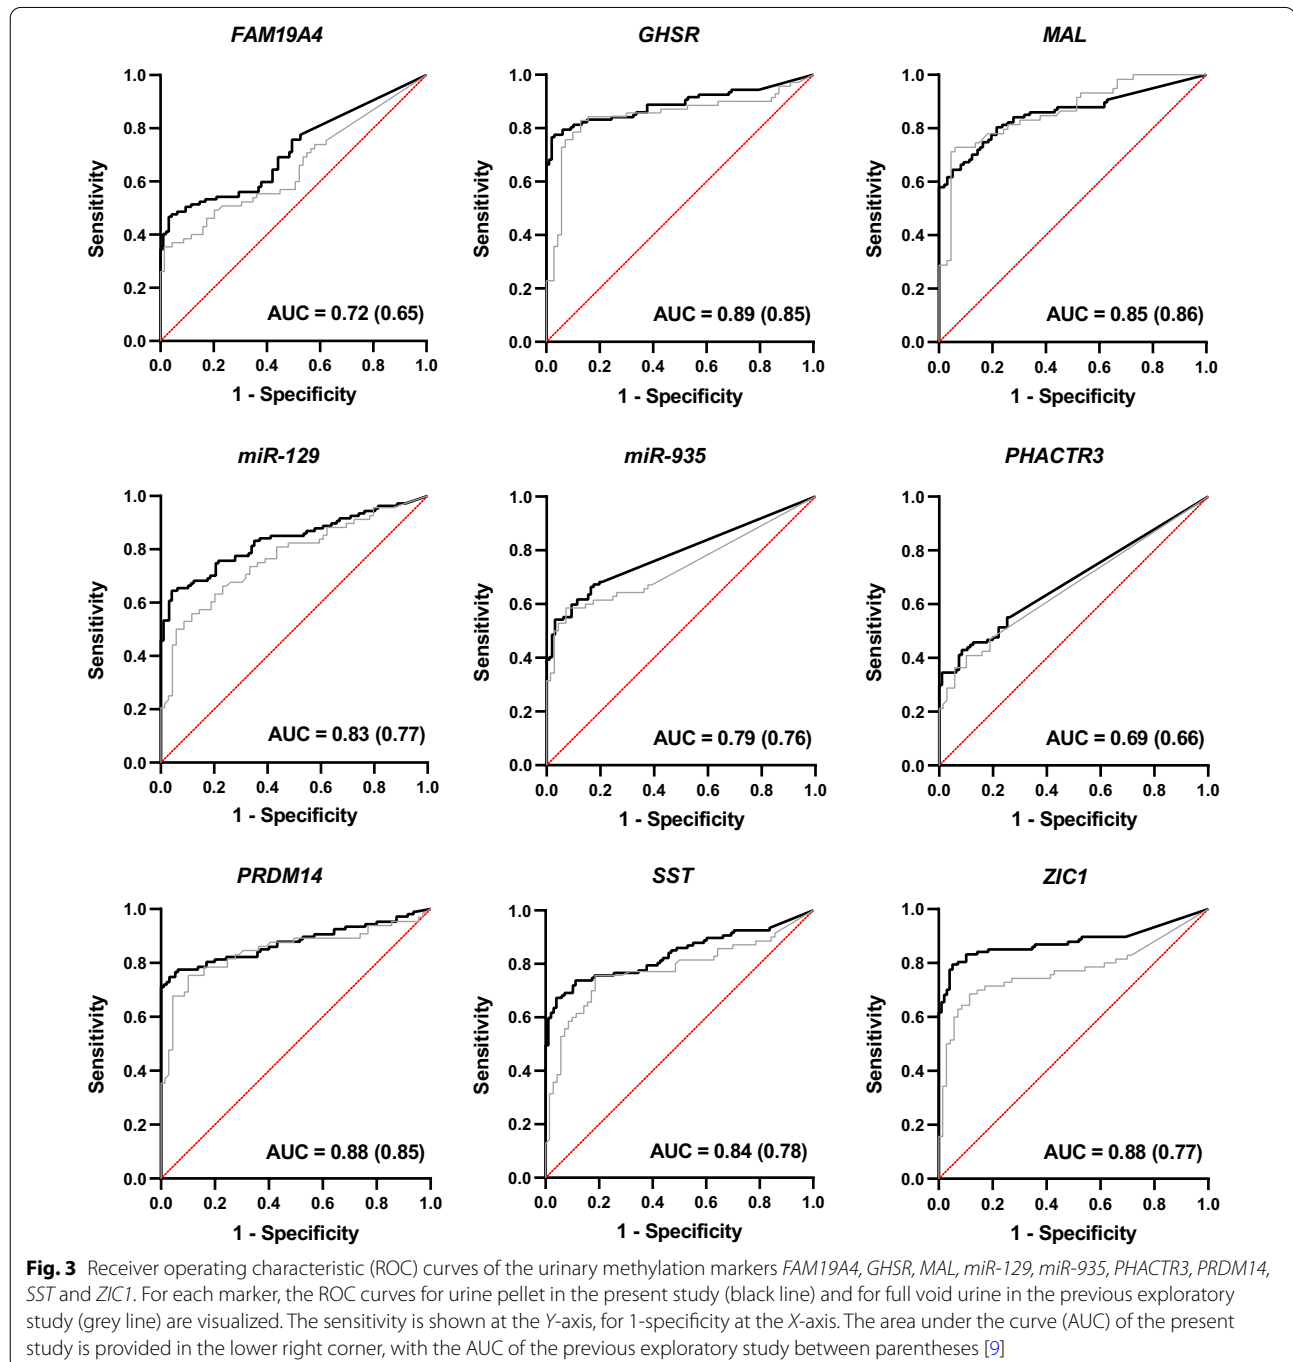 FAM19A4
GHSR
MAL
1.0
0.8
0.6
0.4
0.2
0.0
Sensitivity
AUC = 0.72 (0.65)
0.0 0.2 0.4 0.6 0.8 1.0
1 - Specificity
1.0
0.8
0.6
0.4
0.2
0.0
Sensitivity
AUC = 0.89 (0.85)
0.0 0.2 0.4 0.6 0.8 1.0
1 - Specificity
1.0
0.8
0.6
0.4
0.2
0.0
Sensitivity
AUC = 0.85 (0.86)
0.0 0.2 0.4 0.6 0.8 1.0
1 - Specificity
miR-129
miR-935
PHACTR3
1.0
0.8
0.6
0.4
0.2
0.0
Sensitivity
AUC = 0.83 (0.77)
0.0 0.2 0.4 0.6 0.8 1.0
1 - Specificity
1.0
0.8
0.6
0.4
0.2
0.0
Sensitivity
AUC = 0.79 (0.76)
0.0 0.2 0.4 0.6 0.8 1.0
1 - Specificity
1.0
0.8
0.6
0.4
0.2
0.0
Sensitivity
AUC = 0.69 (0.66)
0.0 0.2 0.4 0.6 0.8 1.0
1 - Specificity
PRDM14
SST
ZIC1
1.0
0.8
0.6
0.4
0.2
0.0
Sensitivity
AUC = 0.88 (0.85)
0.0 0.2 0.4 0.6 0.8 1.0
1 - Specificity
1.0
0.8
0.6
0.4
0.2
0.0
Sensitivity
AUC = 0.84 (0.78)
0.0 0.2 0.4 0.6 0.8 1.0
1 - Specificity
1.0
0.8
0.6
0.4
0.2
0.0
Sensitivity
AUC = 0.88 (0.77)
0.0 0.2 0.4 0.6 0.8 1.0
1 - Specificity
Fig. 3 Receiver operating characteristic (ROC) curves of the urinary methylation markers FAM19A4, GHSR, MAL, miR-129, miR-935, PHACTR3, PRDM14,
SST and ZIC1. For each marker, the ROC curves for urine pellet in the present study (black line) and for full void urine in the previous exploratory
study (grey line) are visualized. The sensitivity is shown at the Y-axis, for 1-specificity at the X-axis. The area under the curve (AUC) of the present
study is provided in the lower right corner, with the AUC of the previous exploratory study between parentheses [9]